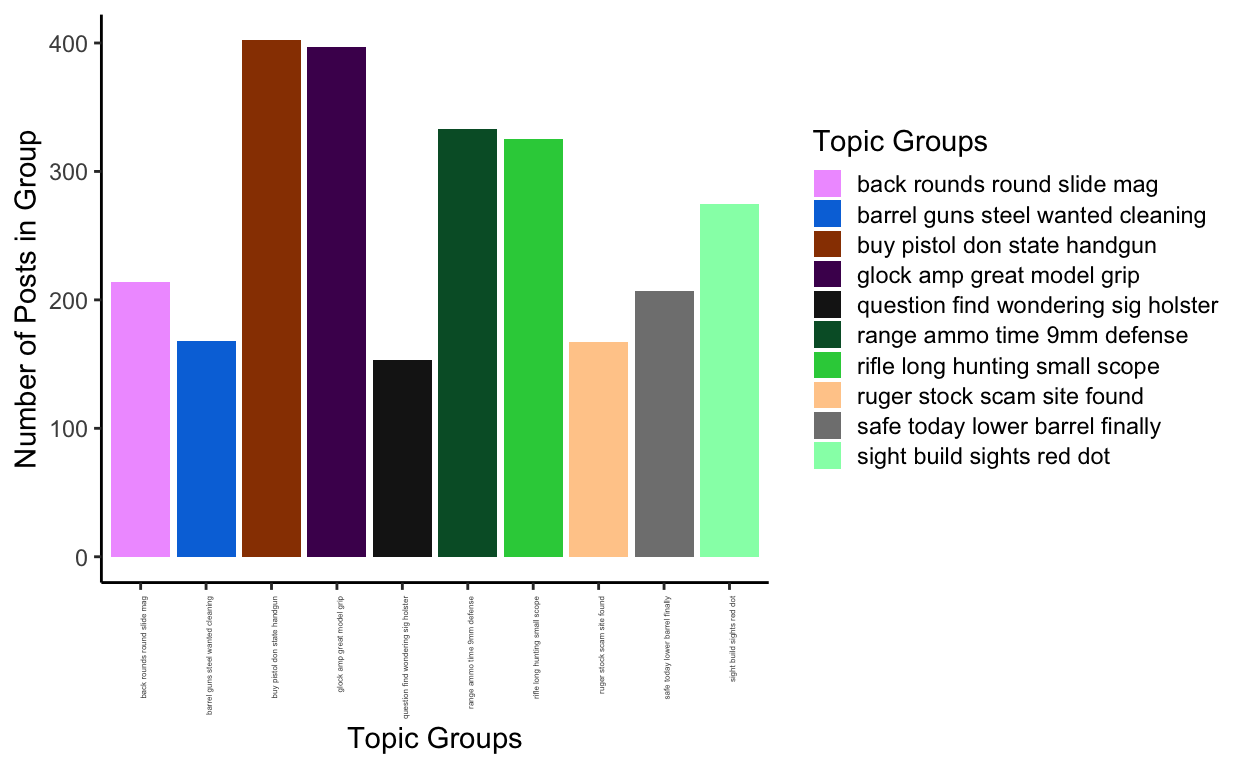 Number of Posts in Group
400
300
200
100
0
back rounds round slide mag
barrel guns steel wanted cleaning
buy pistol don state handgun
glock amp great model grip
question find wondering sig holster
range ammo time 9mm defense
rifle long hunting small scope
ruger stock scam site found
safe today lower barrel finally
sight build sights red dot
Topic Groups
Topic Groups
back rounds round slide mag
barrel guns steel wanted cleaning
buy pistol don state handgun
glock amp great model grip
question find wondering sig holster
range ammo time 9mm defense
rifle long hunting small scope
ruger stock scam site found
safe today lower barrel finally
sight build sights red dot